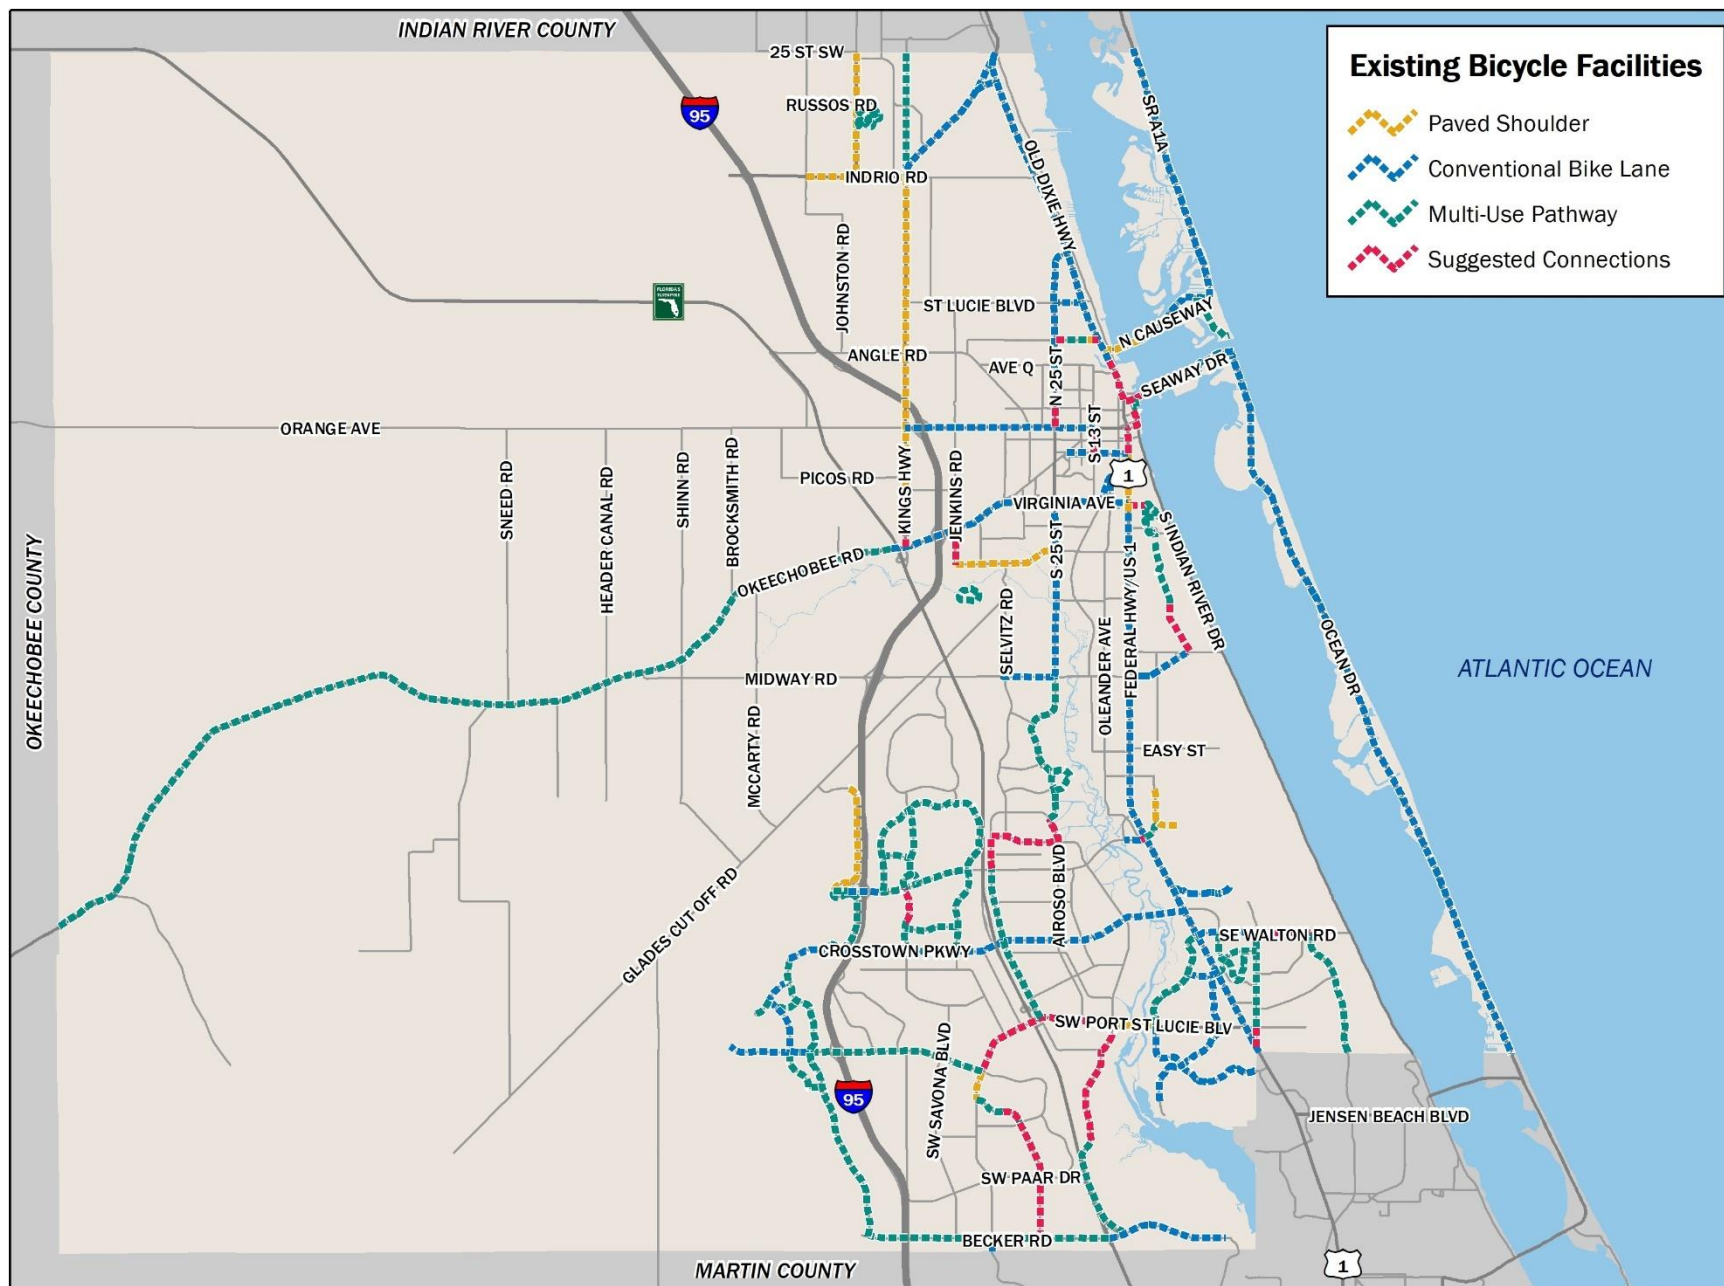 INDIAN RIVER COUNTY
25 ST SW
RUSSOS RD
95
INDRIO RD
Existing Bicycle Facilities
Paved Shoulder
Conventional Bike Lane
Multi-Use Pathway
Suggested Connections
SR A1A
OLD DIXIE HWY
JOHNSTON RD
ST LUCIE BLVD
N CAUSEWAY
ANGLE RD
AVE Q
N 25 ST
SEAWAY DR
ORANGE AVE
S 13 ST
SNEED RD
HEADER CANAL RD
SHINN RD
BROCKSMITH RD
PICOS RD
KINGS HWY
JENKINS RD
1
VIRGINIA AVE
S 25 ST
S INDIAN RIVER DR
OKEECHOBEE RD
OKEECHOBEE COUNTY
SELVITZ RD
OLEANDER AVE
FEDERAL HWY/US 1
OCEAN DR
ATLANTIC OCEAN
MIDWAY RD
MCCARTY RD
EASY ST
GLADES CUT OFF RD
AIROSO BLVD
CROSSTOWN PKWY
SE WALTON RD
SW PORT ST LUCIE BLV
SW SAVONA BLVD
95
JENSEN BEACH BLVD
SW PAAR DR
BECKER RD
MARTIN COUNTY
1